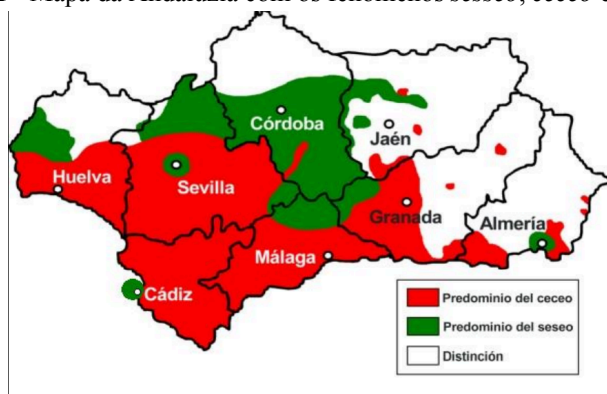 Mapa da Andaluzia com os fenômenos sesseo, ceceo
Córdoba
Jaén
Huelva
Sevilla
Granada
Almería
Málaga
Cádiz
Predominio del ceceo
Predominio del seseo
Distinción